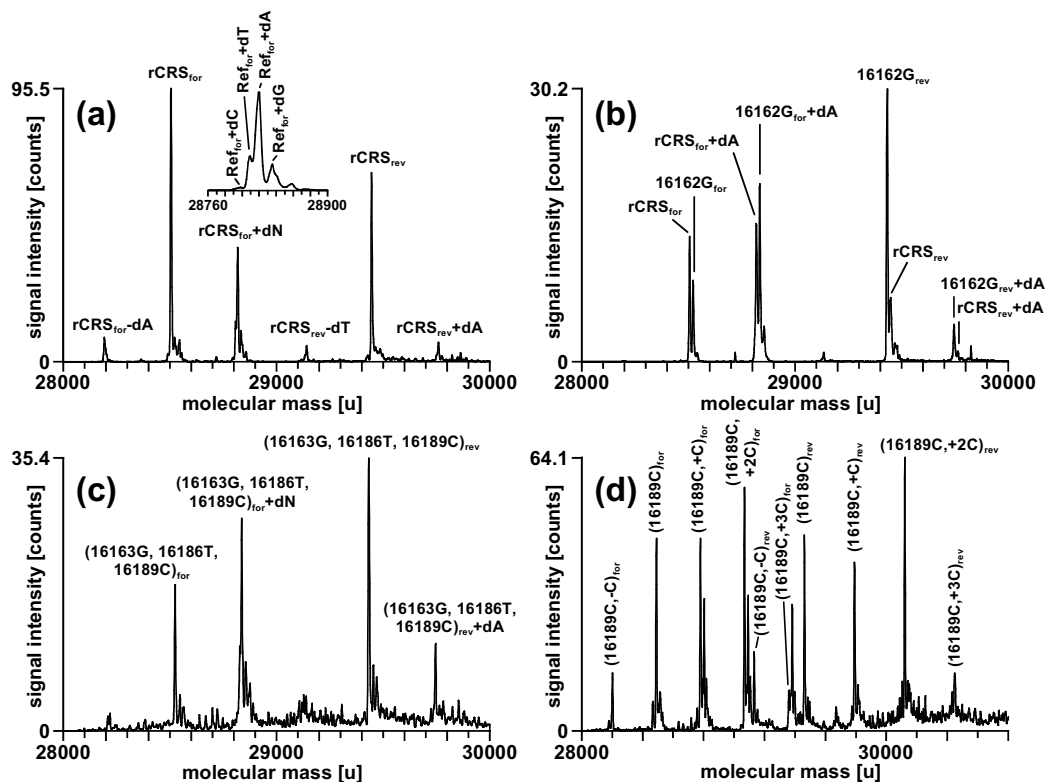 (a)
signal intensity [counts]
95.5
0
rCRSfor-dA
rCRSfor
Reffor+dC
Reffor+dT
Reffor+dA
Reffor+dG
28760
28900
rCRSfor+dN
rCRSrev-dT
rCRSrev
rCRSrev+dA
28000
29000
30000
molecular mass [u]
(b)
signal intensity [counts]
30.2
0
rCRSfor
16162Gfor
rCRSfor+dA
16162Gfor+dA
16162Grev
rCRSrev
16162Grev+dA
rCRSrev+dA
28000
29000
30000
molecular mass [u]
(c)
signal intensity [counts]
35.4
0
(16163G, 16186T,
16189C)for
(16163G, 16186T,
16189C)for+dN
(16163G, 16186T, 16189C)rev
(16163G, 16186T,
16189C)rev+dA
28000
29000
30000
molecular mass [u]
(d)
signal intensity [counts]
64.1
0
(16189C,-C)for
(16189C)for
(16189C,+C)for
(16189C,
+2C)for
(16189C,-C)rev
(16189C,+3C)for
(16189C)rev
(16189C,+C)rev
(16189C,+2C)rev
(16189C,+3C)rev
28000
30000
molecular mass [u]